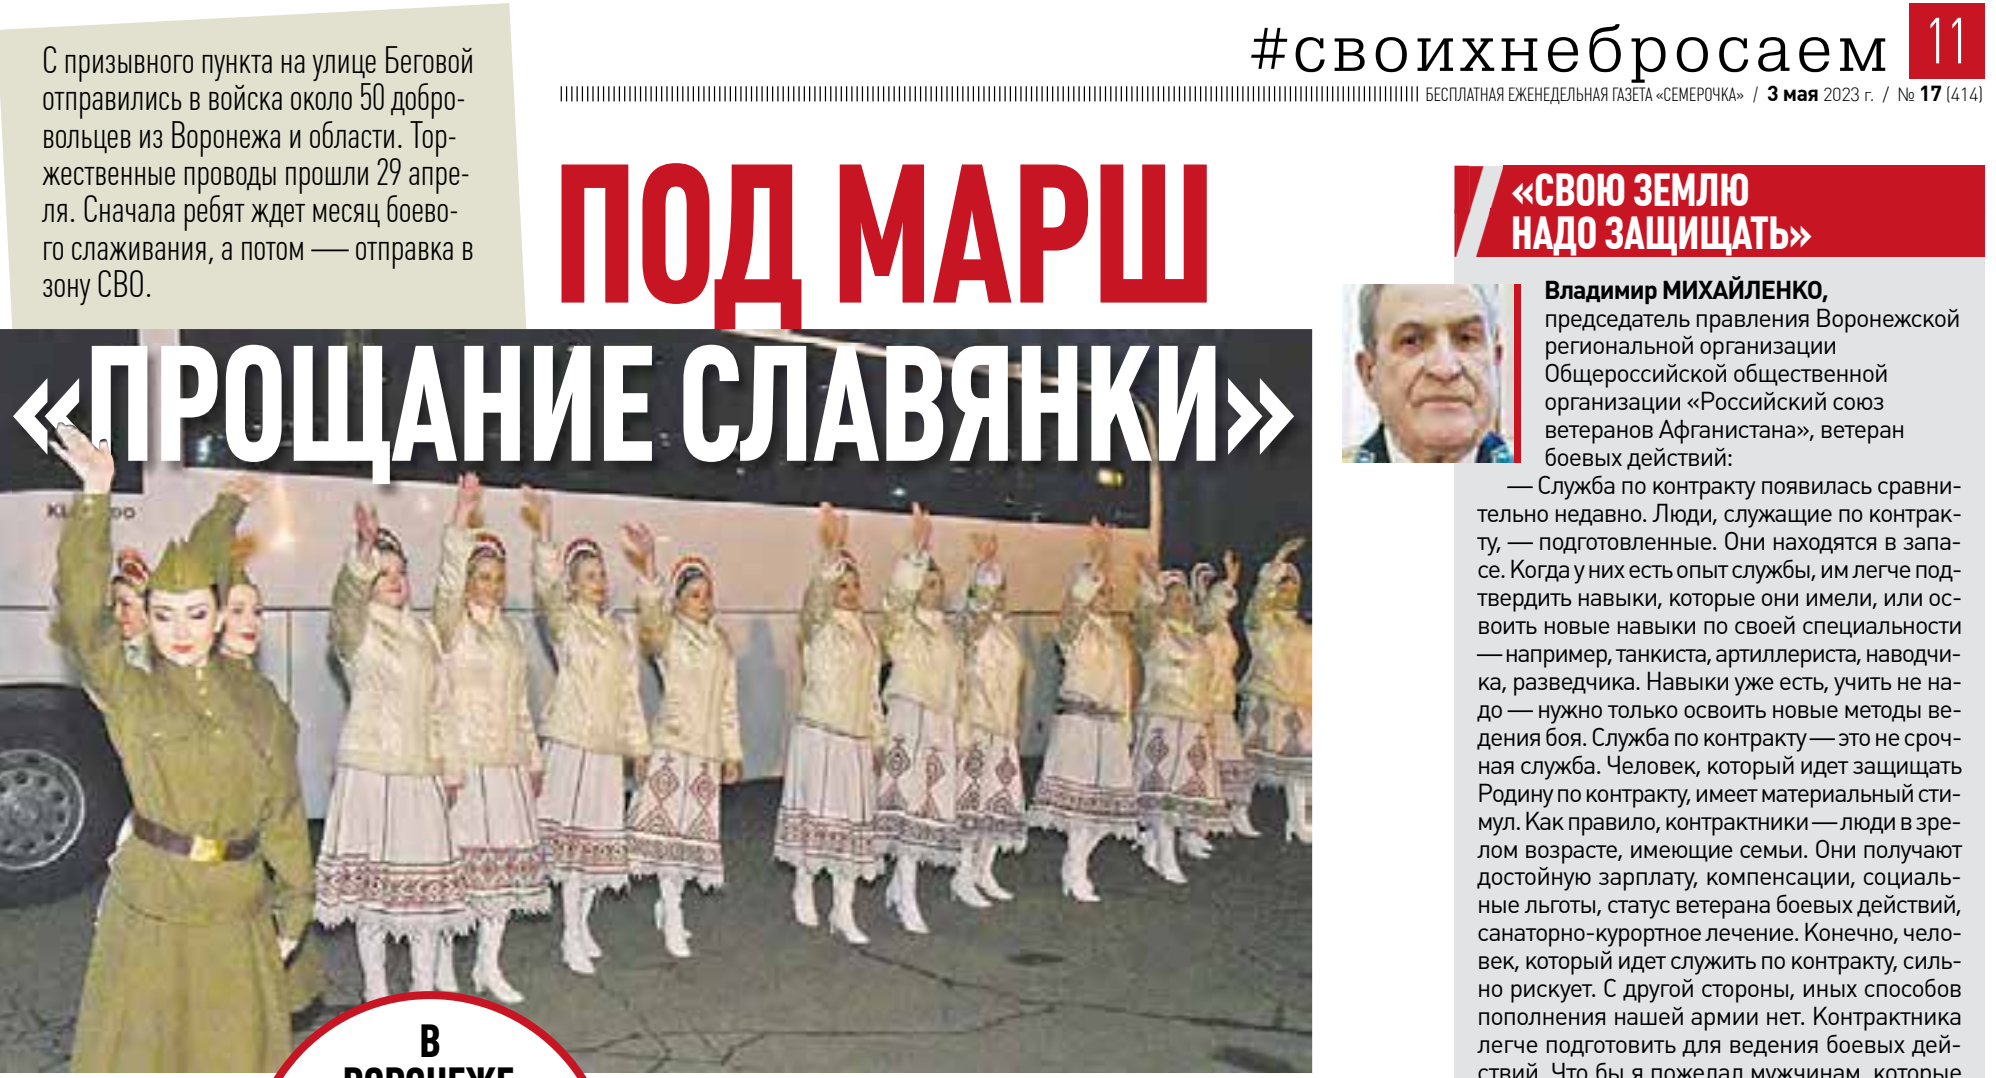 #своихнебросаем
11
БЕСПЛАТНАЯ ЕЖЕНЕДЕЛЬНАЯ ГАЗЕТА «СЕМЕРОЧКА» / 3 мая 2023 г. / № 17 (414)
С призывного пункта на улице Беговой
отправились в войска около 50 добро-
вольцев из Воронежа и области. Тор-
жественные проводы прошли 29 апре-
ля. Сначала ребят ждет месяц боево-
го слаживания, а потом — отправка в
зону СВО.
ПОД МАРШ
«ПРОЩАНИЕ СЛАВЯНКИ»
В
ВОРОНЕЖЕ
«СВОЮ ЗЕМЛЮ
НАДО ЗАЩИЩАТЬ»
Владимир МИХАЙЛЕНКО,
председатель правления Воронежской
региональной организации
Общероссийской общественной
организации «Российский союз
ветеранов Афганистана», ветеран
боевых действий:
— Служба по контракту появилась сравни-
тельно недавно. Люди, служащие по контрак-
ту, — подготовленные. Они находятся в запа-
се. Когда у них есть опыт службы, им легче под-
твердить навыки, которые они имели, или ос-
воить новые навыки по своей специальности
— например, танкиста, артиллериста, наводчи-
ка, разведчика. Навыки уже есть, учить не на-
до — нужно только освоить новые методы ве-
дения боя. Служба по контракту — это не сроч-
ная служба. Человек, который идет защищать
Родину по контракту, имеет материальный сти-
мул. Как правило, контрактники — люди в зре-
лом возрасте, имеющие семьи. Они получают
достойную зарплату, компенсации, социаль-
ные льготы, статус ветерана боевых действий,
санаторно-курортное лечение. Конечно, чело-
век, который идет служить по контракту, силь-
но рискует. С другой стороны, иных способов
пополнения нашей армии нет. Контрактника
легче подготовить для ведения боевых дей-
ствий. Что бы я пожелал мужчинам, которые